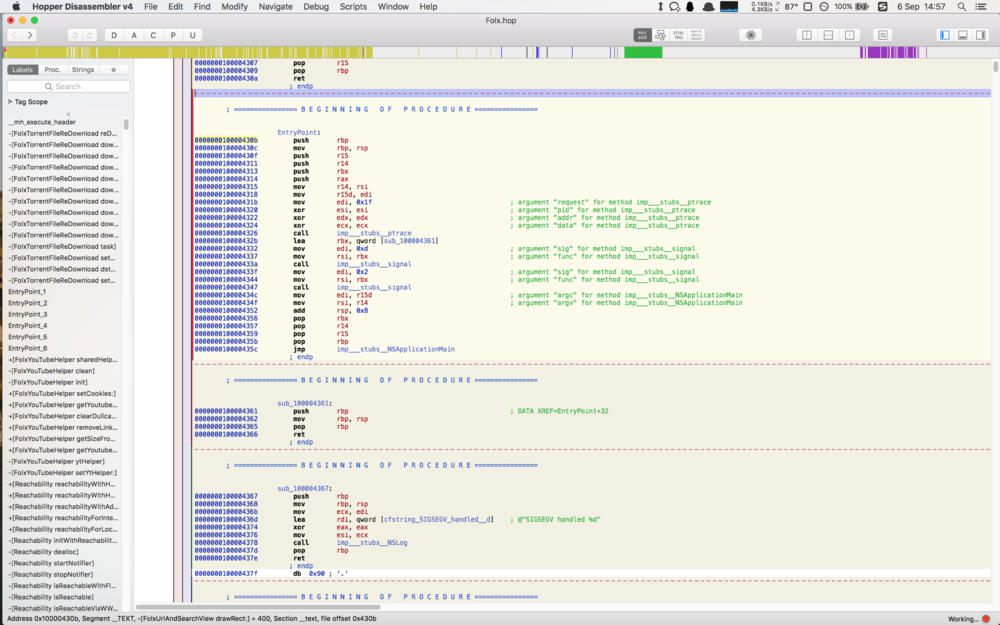 Hopper Disassembler v4 File Edit Find Modify Navigate Debug Scripts Window Help 0.1KB/s 4.3KB/s 87° 100% 6 Sep 14:57
Folx.hop
D A C P U
Labels Proc. Strings
Search
Tag Scope
__mh_execute_header
-[FolxTorrentFileReDownload reD...
-[FolxTorrentFileReDownload dow...
-[FolxTorrentFileReDownload dow...
-[FolxTorrentFileReDownload dow...
-[FolxTorrentFileReDownload dow...
-[FolxTorrentFileReDownload dow...
-[FolxTorrentFileReDownload dow...
-[FolxTorrentFileReDownload dow...
-[FolxTorrentFileReDownload dow...
-[FolxTorrentFileReDownload dow...
-[FolxTorrentFileReDownload task]
-[FolxTorrentFileReDownload set...
-[FolxTorrentFileReDownload dst...
-[FolxTorrentFileReDownload set...
EntryPoint_1
EntryPoint_2
EntryPoint_3
EntryPoint_4
EntryPoint_5
EntryPoint_6
+[FolxYouTubeHelper sharedHelp...
-[FolxYouTubeHelper clean]
-[FolxYouTubeHelper init]
+[FolxYouTubeHelper setCookies:]
+[FolxYouTubeHelper getYoutube...
+[FolxYouTubeHelper clearDulica...
+[FolxYouTubeHelper removeLink...
+[FolxYouTubeHelper getSizeFro...
+[FolxYouTubeHelper getYoutube...
-[FolxYouTubeHelper ytHelper]
-[FolxYouTubeHelper setYtHelper:]
+[Reachability reachabilityWithH...
+[Reachability reachabilityWithH...
+[Reachability reachabilityWithAd...
+[Reachability reachabilityForInte...
+[Reachability reachabilityForLoc...
-[Reachability initWithReachabilit...
-[Reachability dealloc]
-[Reachability startNotifier]
-[Reachability stopNotifier]
-[Reachability isReachableWithFl...
-[Reachability isReachable]
-[Reachability isReachableViaWW...
0000000100004307 pop r15
0000000100004309 pop rbp
000000010000430a ret
; endp
; =============== B E G I N N I N G   O F   P R O C E D U R E ===============
EntryPoint:
000000010000430b push rbp
000000010000430c mov rbp, rsp
000000010000430f push r15
0000000100004311 push r14
0000000100004313 push rbx
0000000100004314 push rax
0000000100004315 mov r14, rsi
0000000100004318 mov r15d, edi
000000010000431b mov edi, 0x1f ; argument "request" for method imp___stubs__ptrace
0000000100004320 xor esi, esi ; argument "pid" for method imp___stubs__ptrace
0000000100004322 xor edx, edx ; argument "addr" for method imp___stubs__ptrace
0000000100004324 xor ecx, ecx ; argument "data" for method imp___stubs__ptrace
0000000100004326 call imp___stubs__ptrace
000000010000432b lea rbx, qword [sub_100004361]
0000000100004332 mov edi, 0xd ; argument "sig" for method imp___stubs__signal
0000000100004337 mov rsi, rbx ; argument "func" for method imp___stubs__signal
000000010000433a call imp___stubs__signal
000000010000433f mov edi, 0x2 ; argument "sig" for method imp___stubs__signal
0000000100004344 mov rsi, rbx ; argument "func" for method imp___stubs__signal
0000000100004347 call imp___stubs__signal
000000010000434c mov edi, r15d ; argument "argc" for method imp___stubs__NSApplicationMain
000000010000434f mov rsi, r14 ; argument "argv" for method imp___stubs__NSApplicationMain
0000000100004352 add rsp, 0x8
0000000100004356 pop rbx
0000000100004357 pop r14
0000000100004359 pop r15
000000010000435b pop rbp
000000010000435c jmp imp___stubs__NSApplicationMain
; endp
; =============== B E G I N N I N G   O F   P R O C E D U R E ===============
sub_100004361:
0000000100004361 push rbp ; DATA XREF=EntryPoint+32
0000000100004362 mov rbp, rsp
0000000100004365 pop rbp
0000000100004366 ret
; endp
; =============== B E G I N N I N G   O F   P R O C E D U R E ===============
sub_100004367:
0000000100004367 push rbp
0000000100004368 mov rbp, rsp
000000010000436b mov ecx, edi
000000010000436d lea rdi, qword [cfstring_SIGSEGV_handled__d] ; @"SIGSEGV handled %d"
0000000100004374 xor eax, eax
0000000100004376 mov esi, ecx
0000000100004378 call imp___stubs__NSLog
000000010000437d pop rbp
000000010000437e ret
; endp
000000010000437f db 0x90 ; '.'
; =============== B E G I N N I N G   O F   P R O C E D U R E ===============
Address 0x10000430b, Segment __TEXT, -[FolxUrlAndSearchView drawRect:] + 400, Section __text, file offset 0x430b
Working...